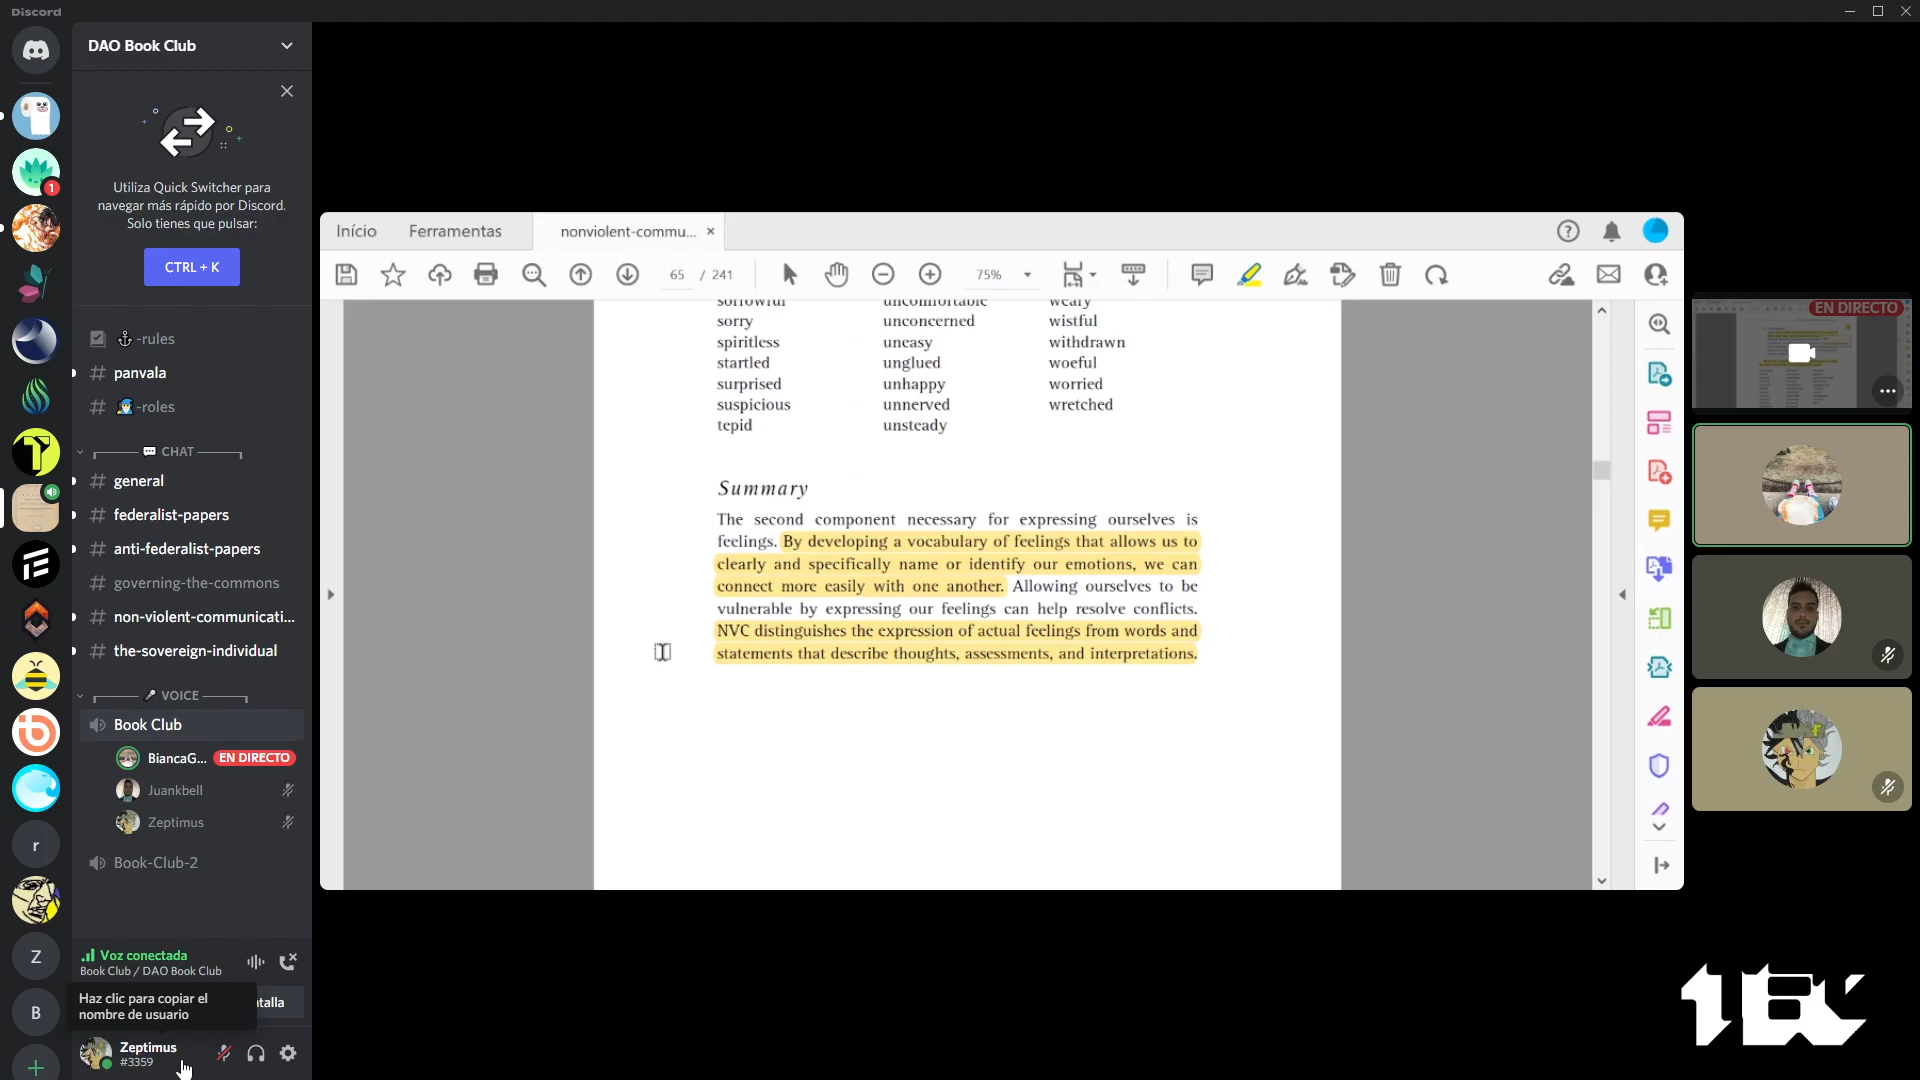 Discord
DAO Book Club
Utiliza Quick Switcher para
navegar más rápido por Discord.
Solo tienes que pulsar:
CTRL + K
-rules
# panvala
# -roles
CHAT
# general
# federalist-papers
# anti-federalist-papers
# governing-the-commons
# non-violent-communicati...
# the-sovereign-individual
VOICE
Book Club
BiancaG... EN DIRECTO
Juankbell
Zeptimus
Book-Club-2
Voz conectada
Book Club / DAO Book Club
Haz clic para copiar el
nombre de usuario
ntalla
Zeptimus
#3359
1
r
Z
B
Início Ferramentas nonviolent-commu... ×
65 / 241 75%
sorrowful uncomfortable weary
sorry unconcerned wistful
spiritless uneasy withdrawn
startled unglued woeful
surprised unhappy worried
suspicious unnerved wretched
tepid unsteady
Summary
The second component necessary for expressing ourselves is
feelings. By developing a vocabulary of feelings that allows us to
clearly and specifically name or identify our emotions, we can
connect more easily with one another. Allowing ourselves to be
vulnerable by expressing our feelings can help resolve conflicts.
NVC distinguishes the expression of actual feelings from words and
statements that describe thoughts, assessments, and interpretations.
EN DIRECTO